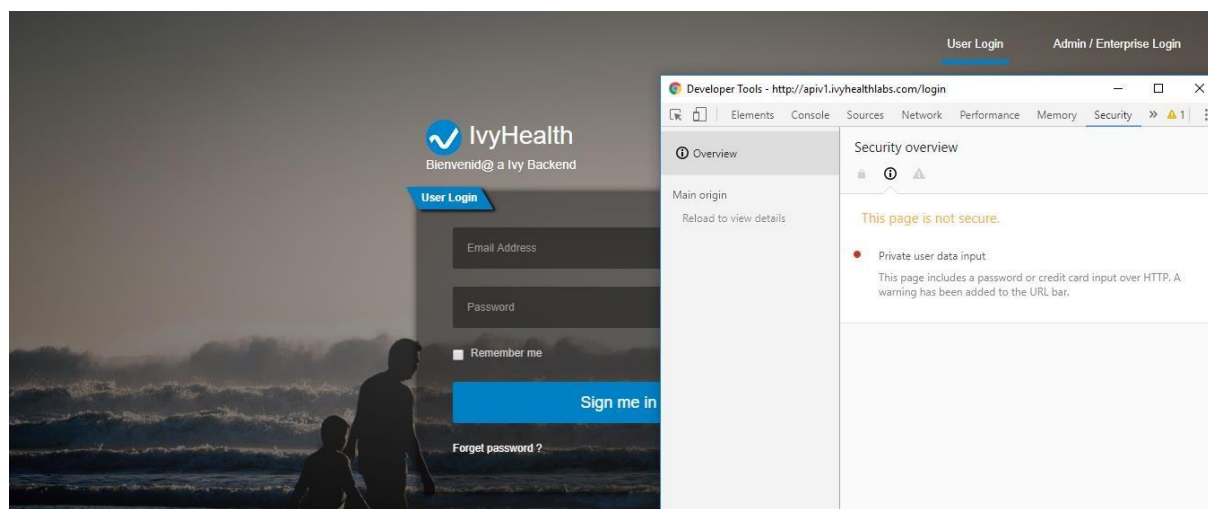 User Login
Admin / Enterprise Login
IvyHealth
Bienvenid@ a Ivy Backend
User Login
Email Address
Password
Remember me
Sign me in
Forget password ?
Developer Tools - http://apiv1.ivyhealthlabs.com/login
Elements Console Sources Network Performance Memory Security » 1
Overview
Main origin
Reload to view details
Security overview
This page is not secure.
Private user data input
This page includes a password or credit card input over HTTP. A
warning has been added to the URL bar.